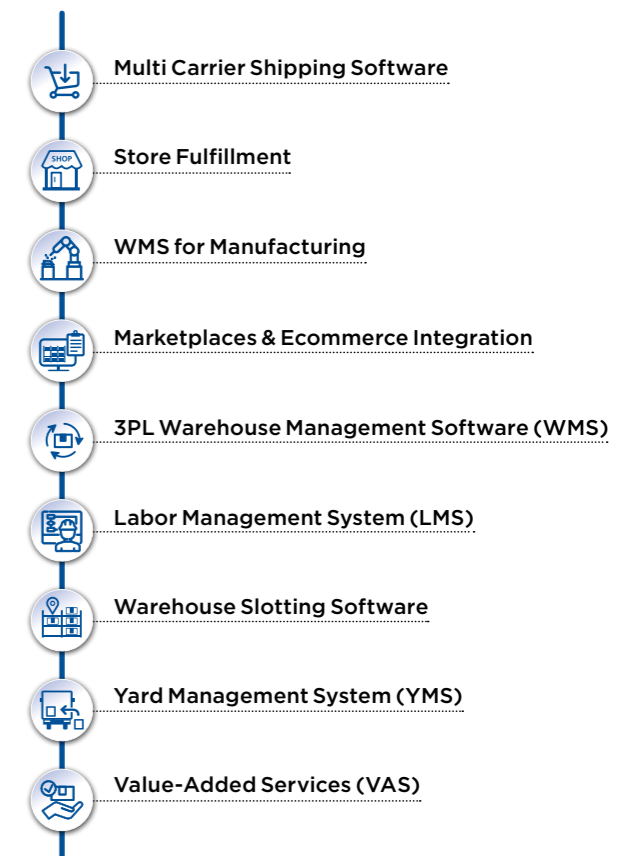 Multi Carrier Shipping Software
SHOP
Store Fulfillment
WMS for Manufacturing
Marketplaces & Ecommerce Integration
3PL Warehouse Management Software (WMS)
Labor Management System (LMS)
Warehouse Slotting Software
Yard Management System (YMS)
Value-Added Services (VAS)